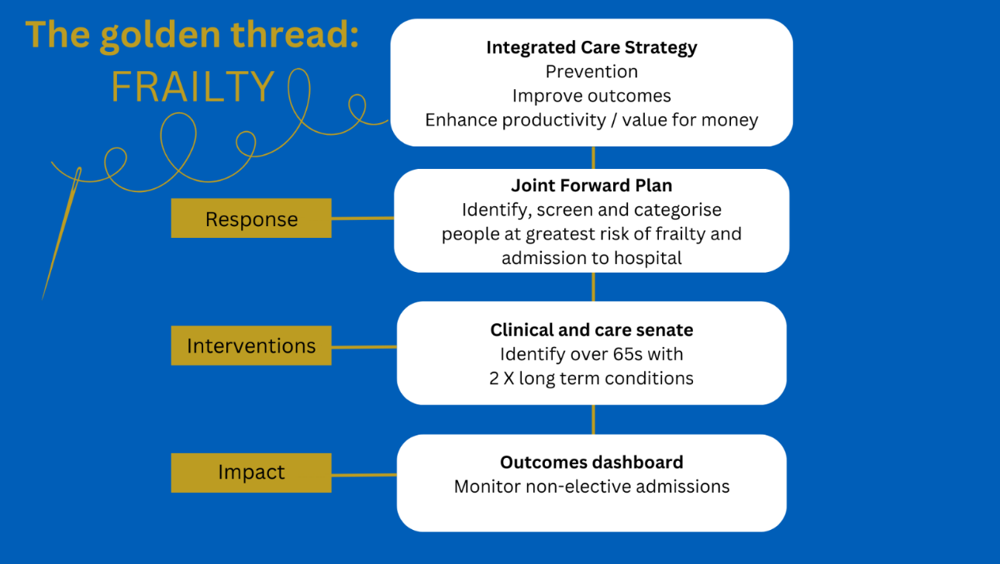 The golden thread:
FRAILTY
Integrated Care Strategy
Prevention
Improve outcomes
Enhance productivity / value for money
Response
Joint Forward Plan
Identify, screen and categorise
people at greatest risk of frailty and
admission to hospital
Interventions
Clinical and care senate
Identify over 65s with
2 X long term conditions
Impact
Outcomes dashboard
Monitor non-elective admissions